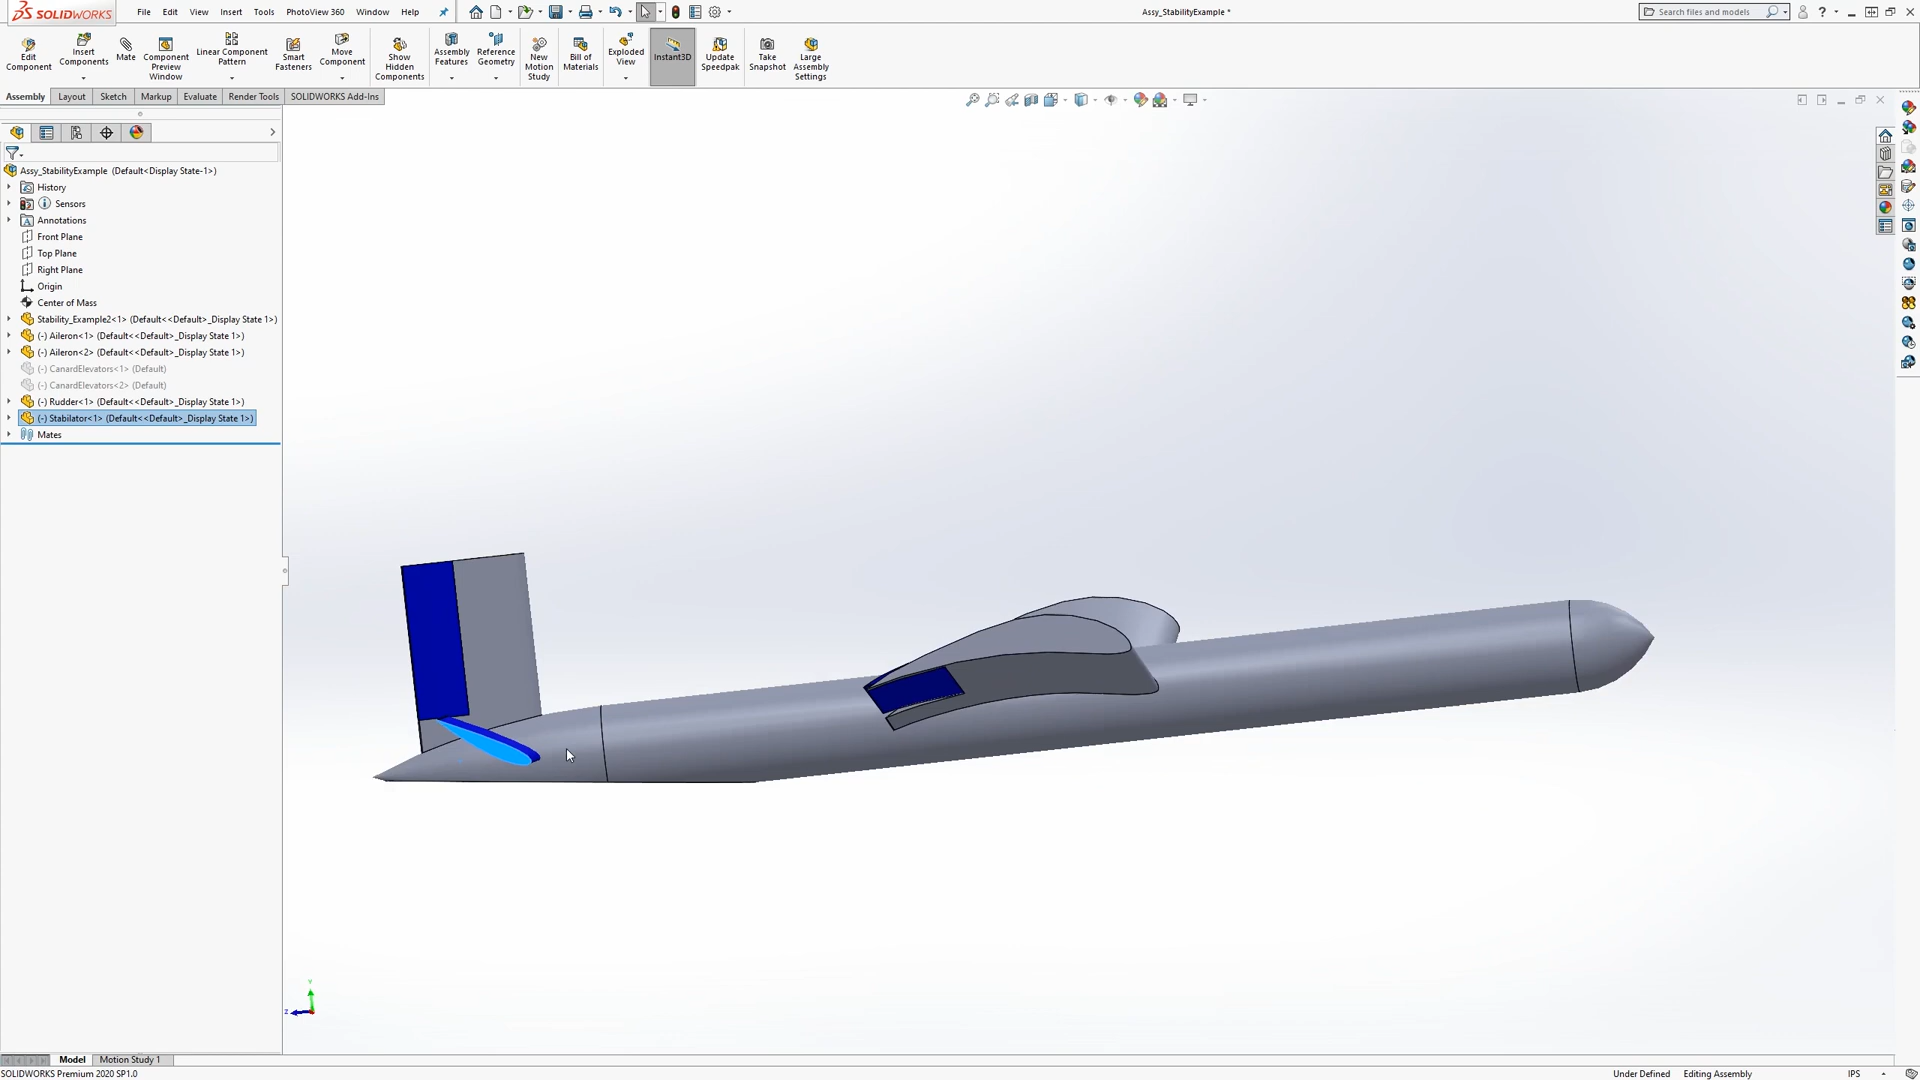 SOLIDWORKS File Edit View Insert Tools PhotoView 360 Window Help Assy_StabilityExample * Search files and models ?
Edit Component
Insert Components
Mate
Component Preview Window
Linear Component Pattern
Smart Fasteners
Move Component
Show Hidden Components
Assembly Features
Reference Geometry
New Motion Study
Bill of Materials
Exploded View
Instant3D
Update Speedpak
Take Snapshot
Large Assembly Settings
Assembly Layout Sketch Markup Evaluate Render Tools SOLIDWORKS Add-Ins
Assy_StabilityExample (Default<Display State-1>)
History
Sensors
Annotations
Front Plane
Top Plane
Right Plane
Origin
Center of Mass
Stability_Example2<1> (Default<<Default>_Display State 1>)
(-) Aileron<1> (Default<<Default>_Display State 1>)
(-) Aileron<2> (Default<<Default>_Display State 1>)
(-) CanardElevators<1> (Default)
(-) CanardElevators<2> (Default)
(-) Rudder<1> (Default<<Default>_Display State 1>)
(-) Stabilator<1> (Default<<Default>_Display State 1>)
Mates
Y
Z
Model Motion Study 1
SOLIDWORKS Premium 2020 SP1.0 Under Defined Editing Assembly IPS